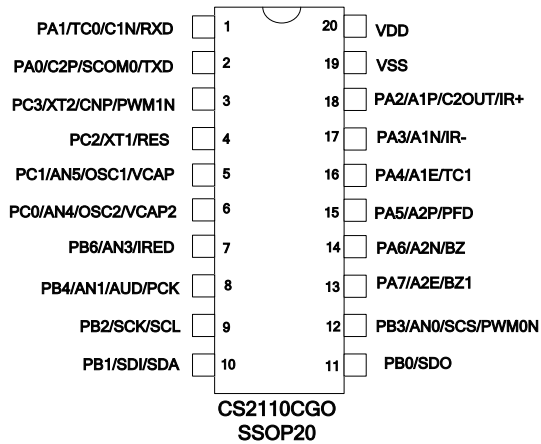 PA1/TC0/C1N/RXD 1 20 VDD
PA0/C2P/SCOM0/TXD 2 19 VSS
PC3/XT2/CNP/PWM1N 3 18 PA2/A1P/C2OUT/IR+
PC2/XT1/RES 4 17 PA3/A1N/IR-
PC1/AN5/OSC1/VCAP 5 16 PA4/A1E/TC1
PC0/AN4/OSC2/VCAP2 6 15 PA5/A2P/PFD
PB6/AN3/IRED 7 14 PA6/A2N/BZ
PB4/AN1/AUD/PCK 8 13 PA7/A2E/BZ1
PB2/SCK/SCL 9 12 PB3/AN0/SCS/PWM0N
PB1/SDI/SDA 10 11 PB0/SDO
CS2110CGO
SSOP20